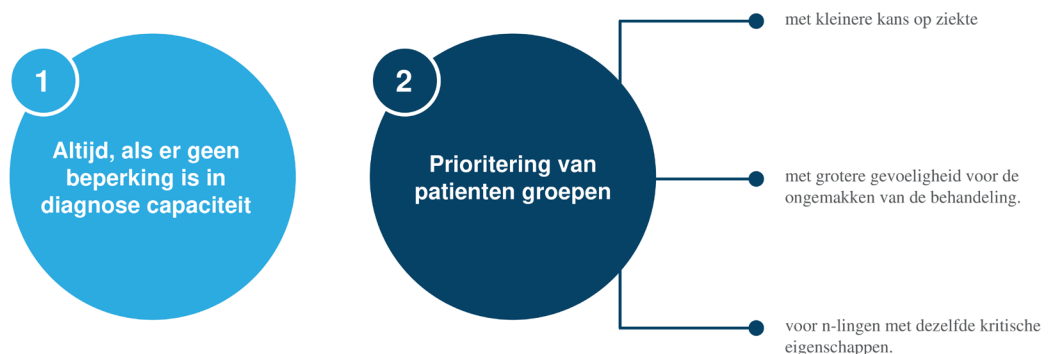 1
Altijd, als er geen
beperking is in
diagnose capaciteit
2
Prioritering van
patienten groepen
met kleinere kans op ziekte
met grotere gevoeligheid voor de
ongemakken van de behandeling.
voor n-lingen met dezelfde kritische
eigenschappen.